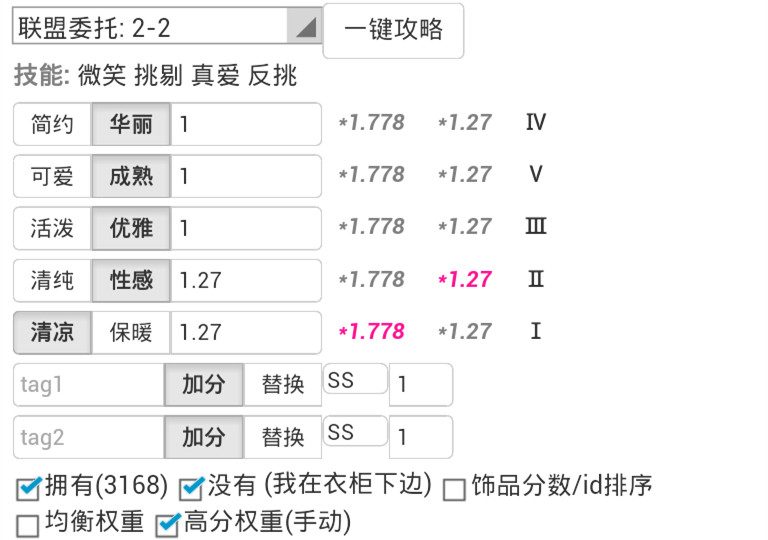 联盟委托: 2-2 一键攻略
技能: 微笑 挑剔 真爱 反挑
简约 华丽 1 *1.778 *1.27 Ⅳ
可爱 成熟 1 *1.778 *1.27 Ⅴ
活泼 优雅 1 *1.778 *1.27 Ⅲ
清纯 性感 1.27 *1.778 *1.27 Ⅱ
清凉 保暖 1.27 *1.778 *1.27 Ⅰ
tag1 加分 替换 SS 1
tag2 加分 替换 SS 1
拥有(3168) 没有 (我在衣柜下边) 饰品分数/id排序
均衡权重 高分权重(手动)